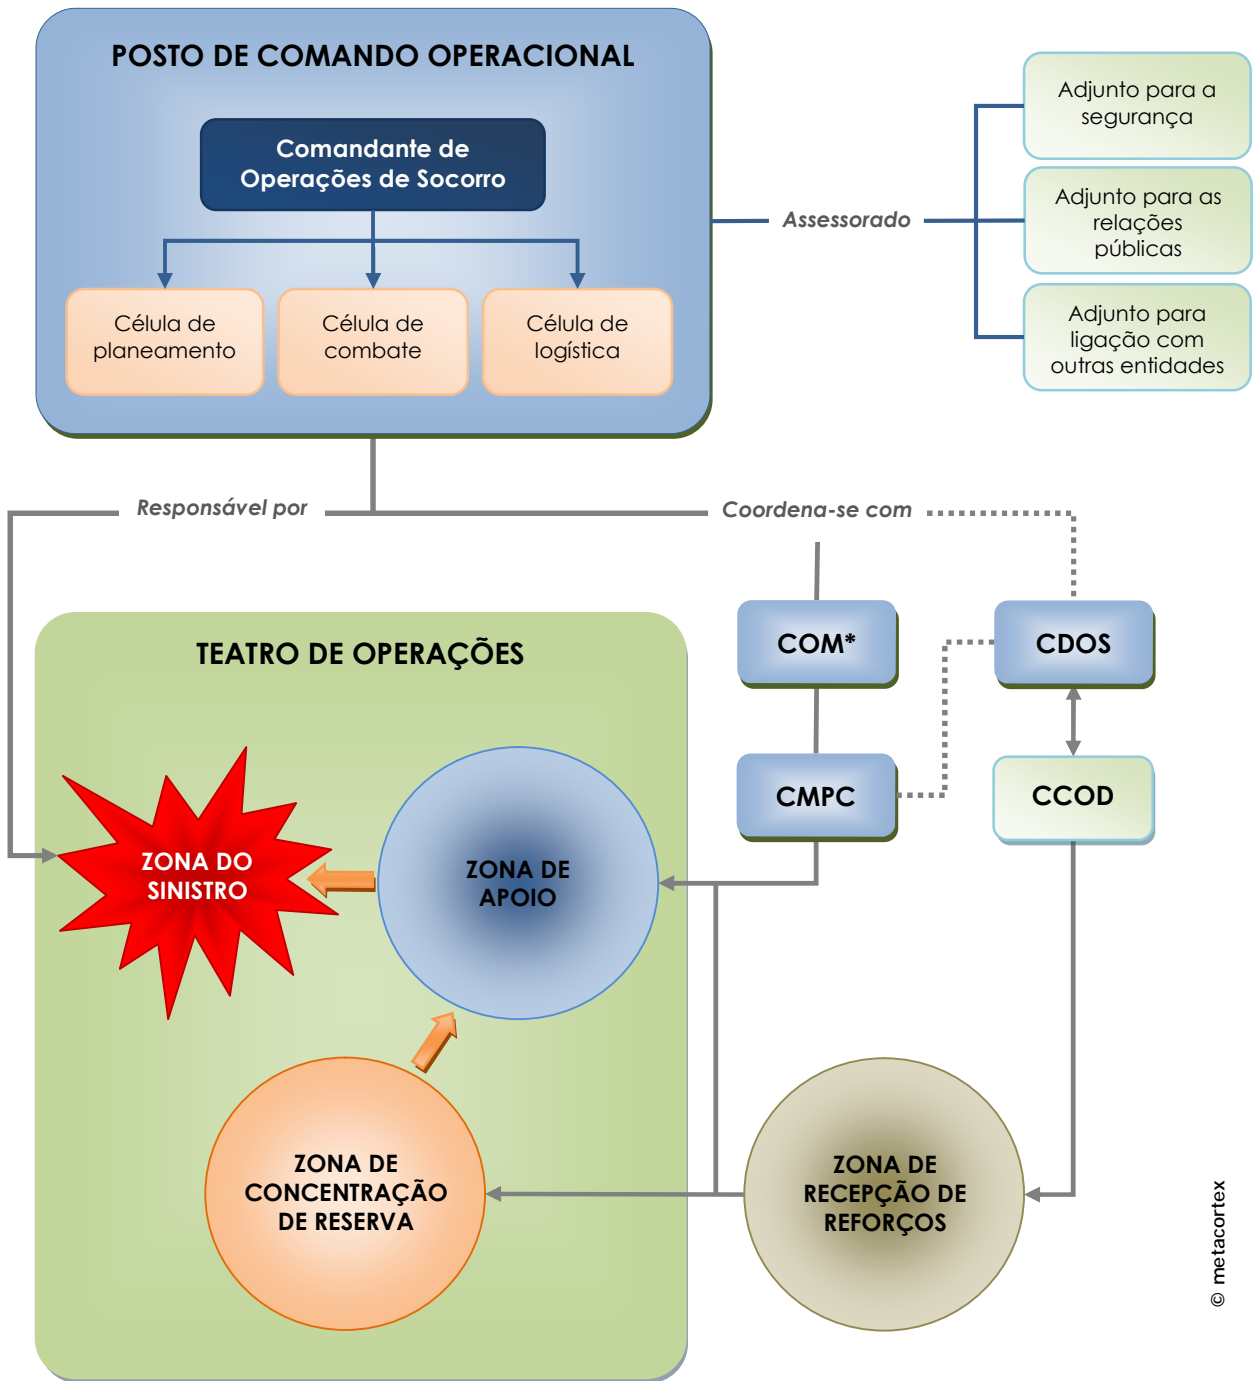 POSTO DE COMANDO OPERACIONAL
Comandante de
Operações de Socorro
Célula de
planeamento
Célula de
combate
Célula de
logística
Assessorado
Adjunto para a
segurança
Adjunto para as
relações
públicas
Adjunto para
ligação com
outras entidades
Responsável por
Coordena-se com
TEATRO DE OPERAÇÕES
COM*
CDOS
CMPC
CCOD
ZONA DO
SINISTRO
ZONA DE
APOIO
ZONA DE
CONCENTRAÇÃO
DE RESERVA
ZONA DE
RECEPÇÃO DE
REFORÇOS
© metacortex